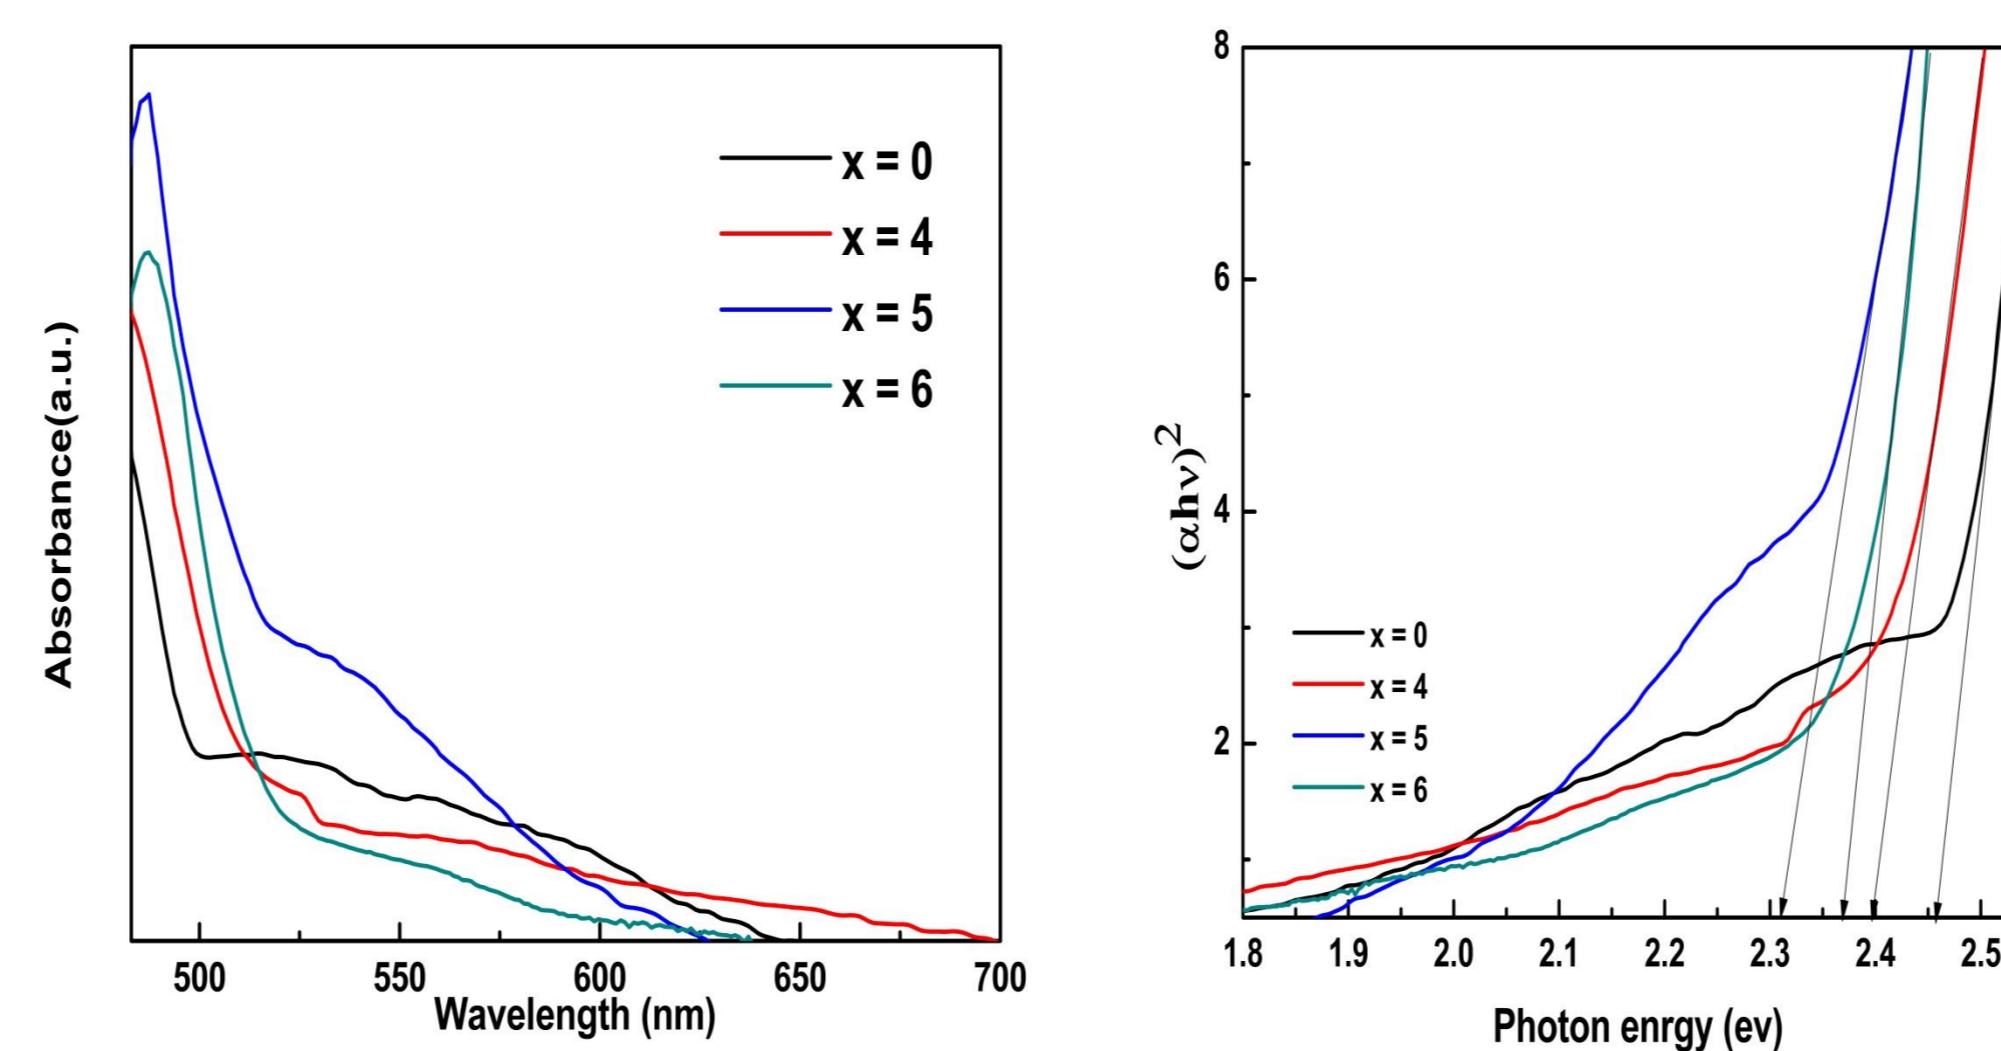 Absorbance(a.u.)
x = 0
x = 4
x = 5
x = 6
500 550 600 650 700
Wavelength (nm)
(αhν)²
8
6
4
2
x = 0
x = 4
x = 5
x = 6
1.8 1.9 2.0 2.1 2.2 2.3 2.4 2.5
Photon enrgy (ev)